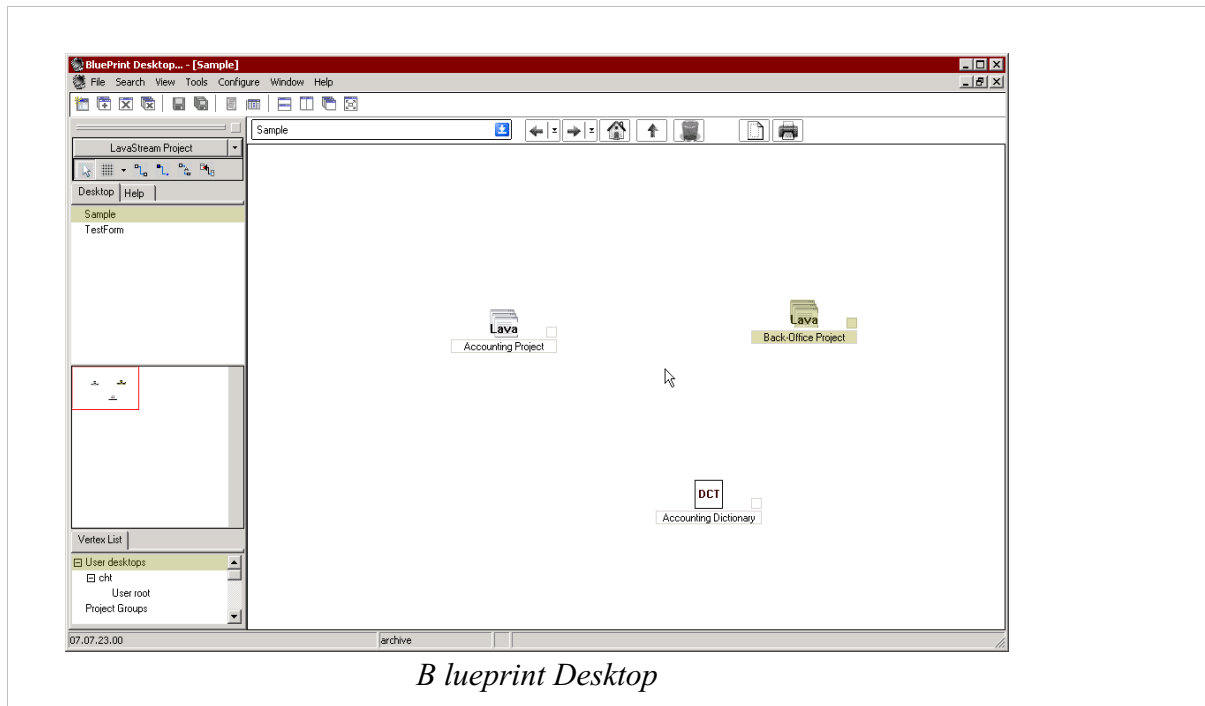 BluePrint Desktop... - [Sample]
File Search View Tools Configure Window Help
Sample
LavaStream Project
Desktop Help
Sample
TestForm
Lava
Accounting Project
Lava
Back-Office Project
DCT
Accounting Dictionary
Vertex List
User desktops
cht
User root
Project Groups
07.07.23.00 archive
B lueprint Desktop